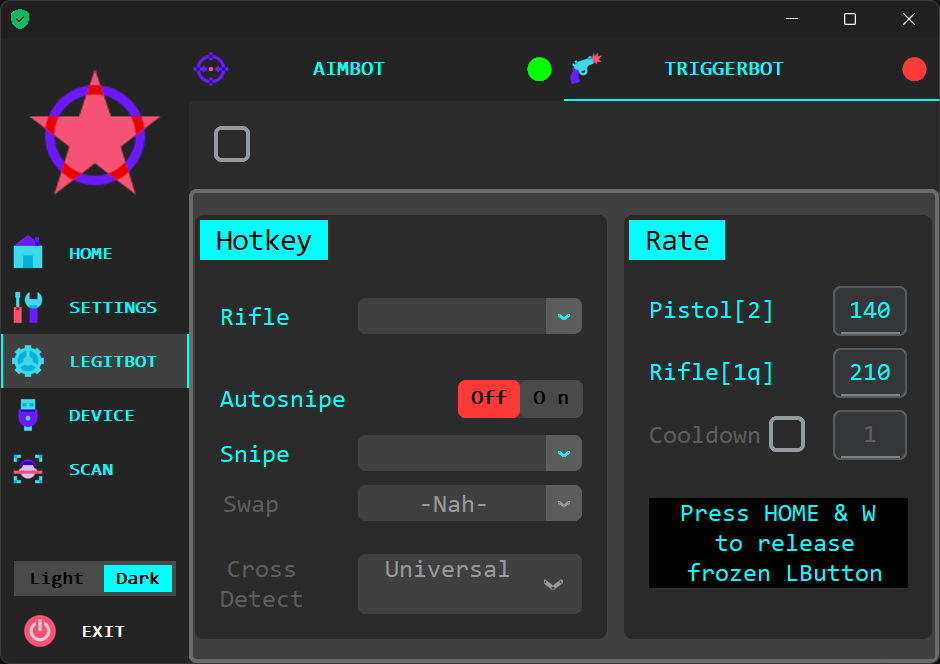 AIMBOT
TRIGGERBOT
HOME
SETTINGS
LEGITBOT
DEVICE
SCAN
Light Dark
EXIT
Hotkey
Rifle
Autosnipe Off O n
Snipe
Swap -Nah-
Cross
Detect
Universal
Rate
Pistol[2] 140
Rifle[1q] 210
Cooldown 1
Press HOME & W
to release
frozen LButton